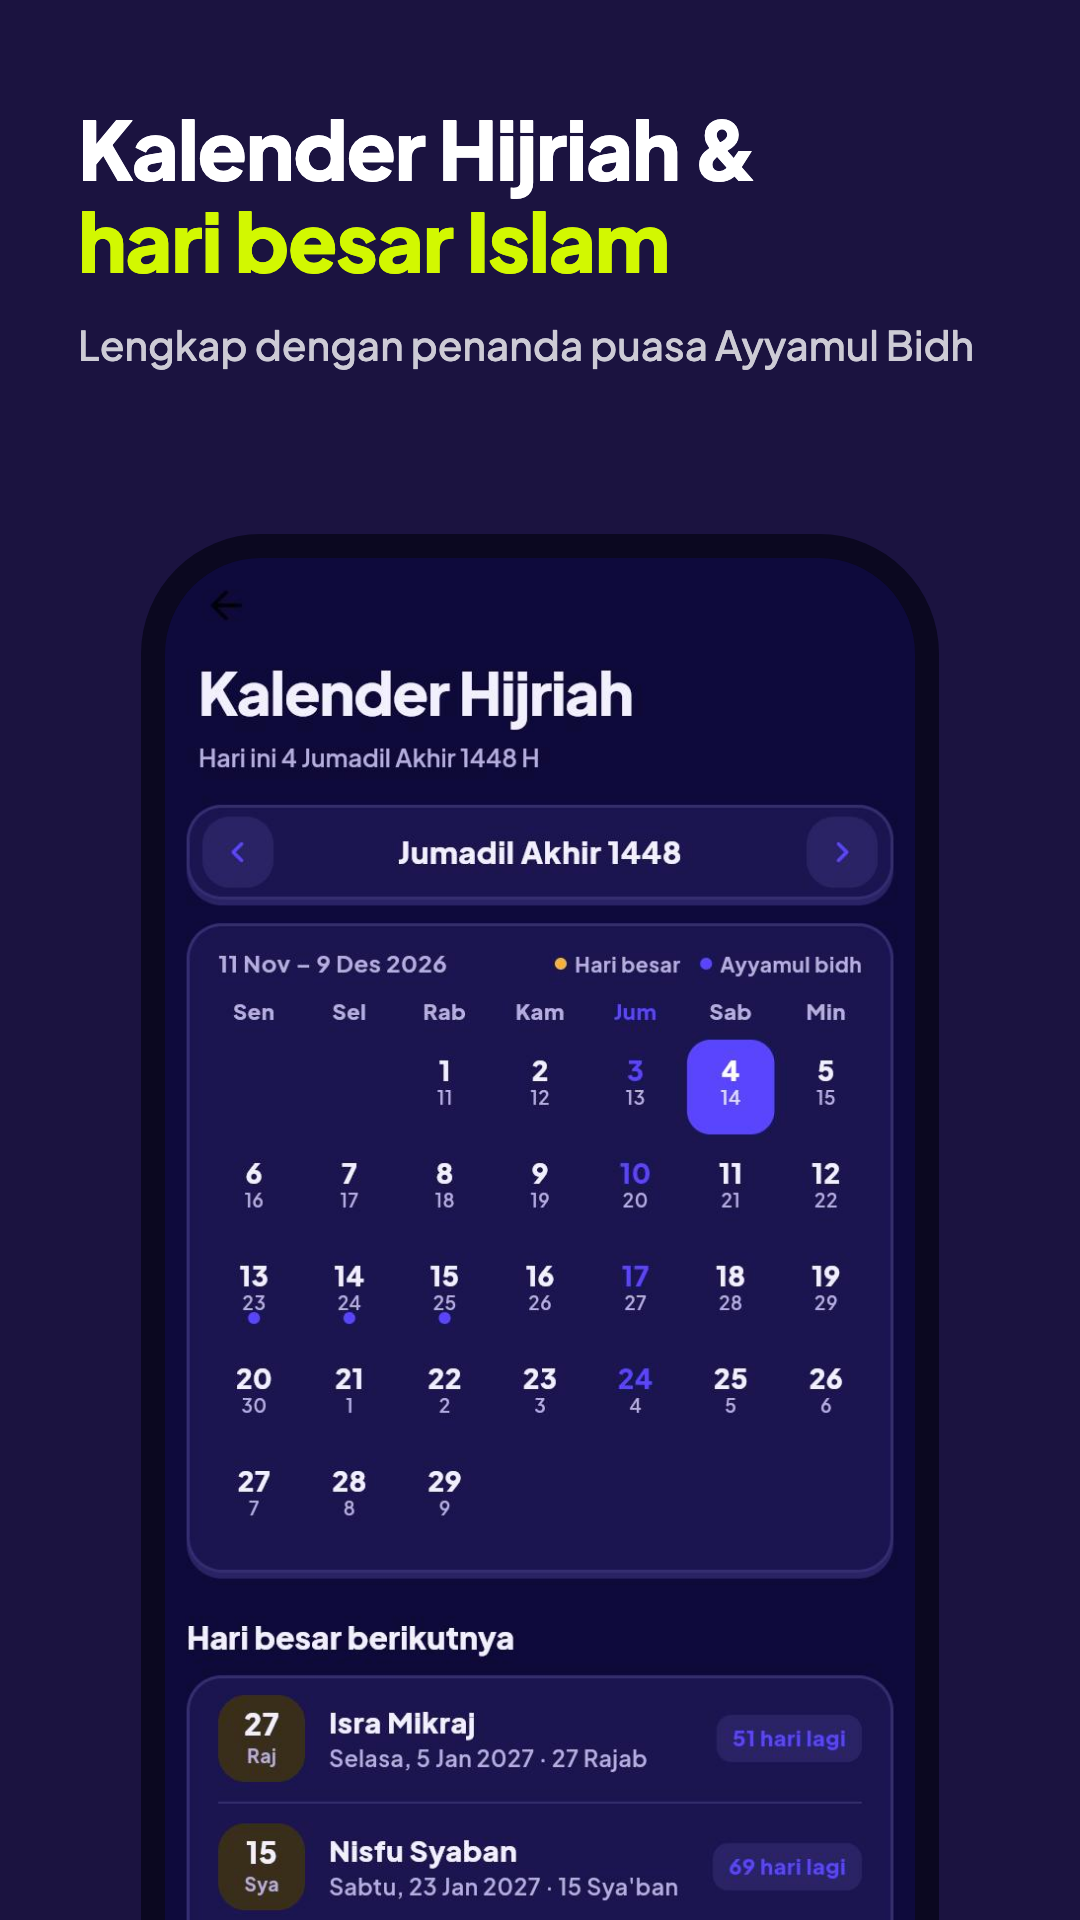 Kalender Hijriah &
hari besar Islam
Lengkap dengan penanda puasa Ayyamul Bidh
Kalender Hijriah
Hari ini 4 Jumadil Akhir 1448 H
Jumadil Akhir 1448
11 Nov – 9 Des 2026 Hari besar Ayyamul bidh
Sen Sel Rab Kam Jum Sab Min
1 2 3 4 5
11 12 13 14 15
6 7 8 9 10 11 12
16 17 18 19 20 21 22
13 14 15 16 17 18 19
23 24 25 26 27 28 29
20 21 22 23 24 25 26
30 1 2 3 4 5 6
27 28 29
7 8 9
Hari besar berikutnya
27 Isra Mikraj 51 hari lagi
Raj Selasa, 5 Jan 2027 · 27 Rajab
15 Nisfu Syaban 69 hari lagi
Sya Sabtu, 23 Jan 2027 · 15 Sya'ban